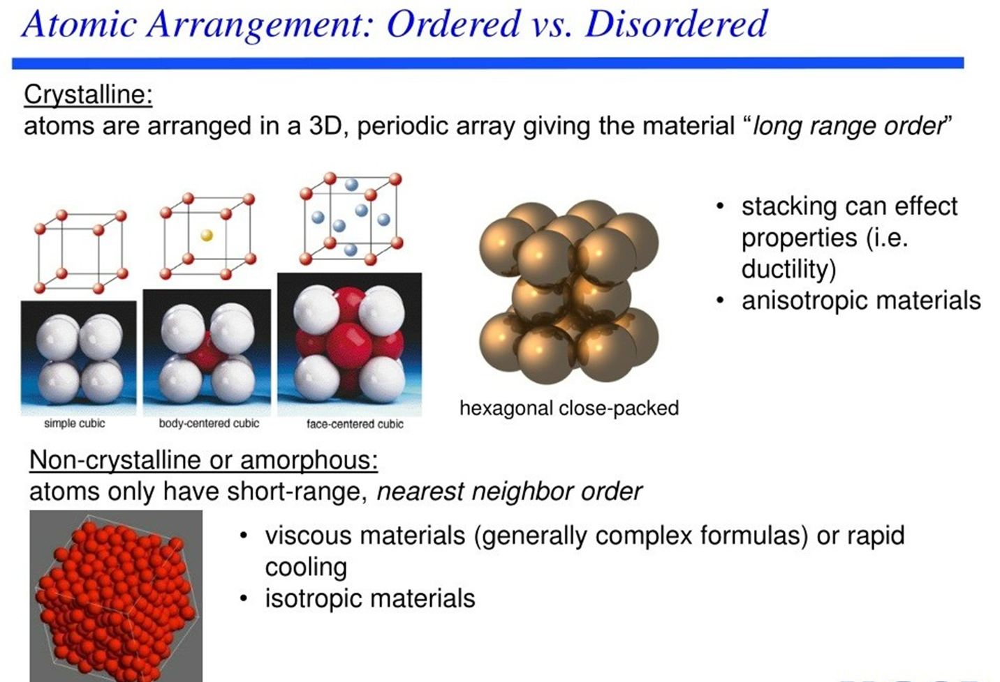 Atomic Arrangement: Ordered vs. Disordered
Crystalline:
atoms are arranged in a 3D, periodic array giving the material “long range order”
• stacking can effect
properties (i.e.
ductility)
• anisotropic materials
simple cubic
body-centered cubic
face-centered cubic
hexagonal close-packed
Non-crystalline or amorphous:
atoms only have short-range, nearest neighbor order
• viscous materials (generally complex formulas) or rapid
cooling
• isotropic materials